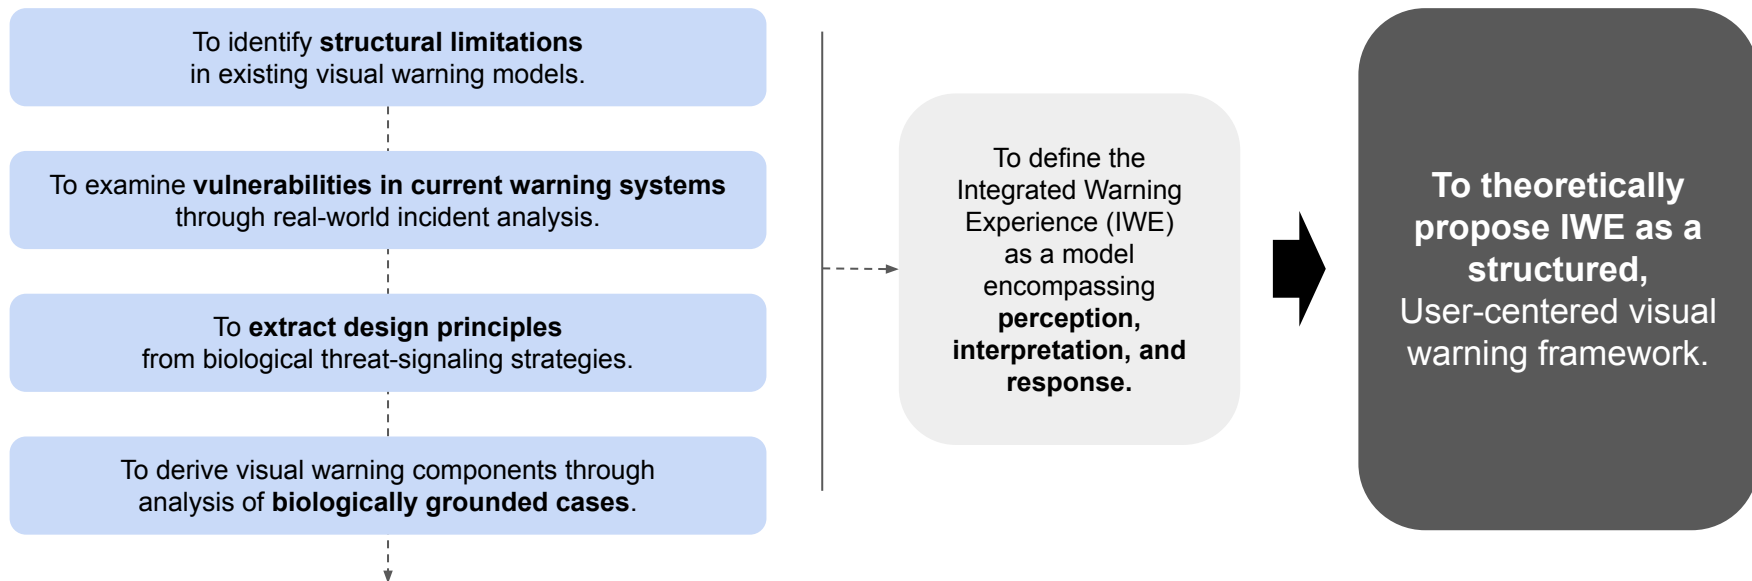 To identify structural limitations
in existing visual warning models.
To examine vulnerabilities in current warning systems
through real-world incident analysis.
To extract design principles
from biological threat-signaling strategies.
To derive visual warning components through
analysis of biologically grounded cases.
To define the
Integrated Warning
Experience (IWE)
as a model
encompassing
perception,
interpretation, and
response.
To theoretically
propose IWE as a
structured,
User-centered visual
warning framework.